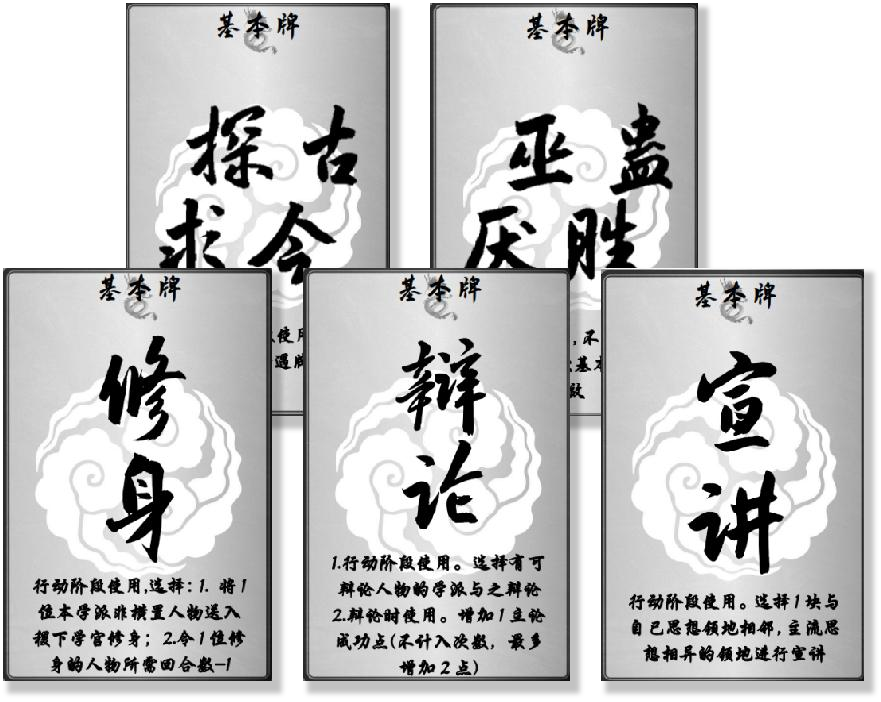 基本牌
探古
求今
基本牌
巫蛊
厌胜
基本牌
修身
行动阶段使用,选择：1. 将1
位本学派非横置人物送入
稷下学宫修身；2.令1位修
身的人物所需回合数-1
基本牌
辩论
1.行动阶段使用。选择有可
辩论人物的学派与之辩论
2.辩论时使用。增加1立论
成功点(不计入次数，最多
增加2点)
基本牌
宣讲
行动阶段使用。选择1块与
自己思想领地相邻,主流思
想相异的领地进行宣讲